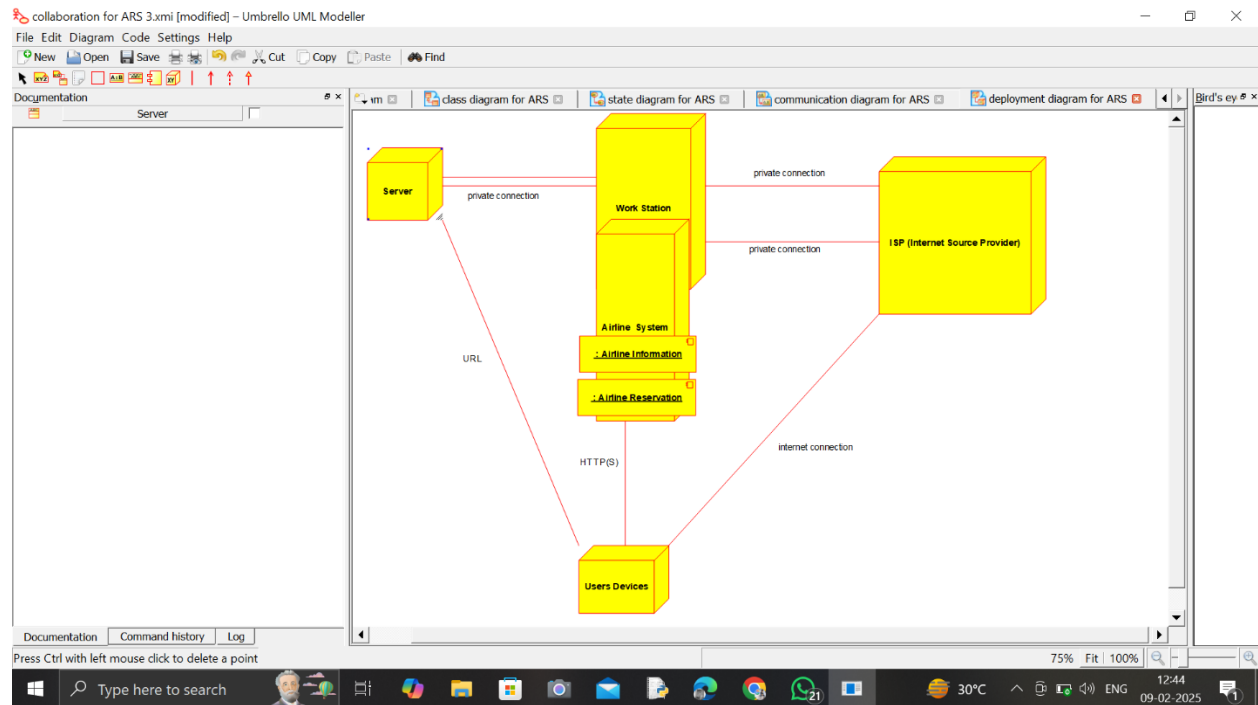 collaboration for ARS 3.xmi [modified] – Umbrello UML Modeller
File Edit Diagram Code Settings Help
New Open Save Cut Copy Paste Find
Documentation
Server
class diagram for ARS
state diagram for ARS
communication diagram for ARS
deployment diagram for ARS
Bird's ey
Server
private connection
Work Station
private connection
private connection
ISP (Internet Source Provider)
Airline System
: Airline Information
: Airline Reservation
URL
HTTP(S)
internet connection
Users Devices
Documentation Command history Log
Press Ctrl with left mouse click to delete a point
75% Fit 100%
Type here to search
21
30°C
ENG
12:44
09-02-2025
1